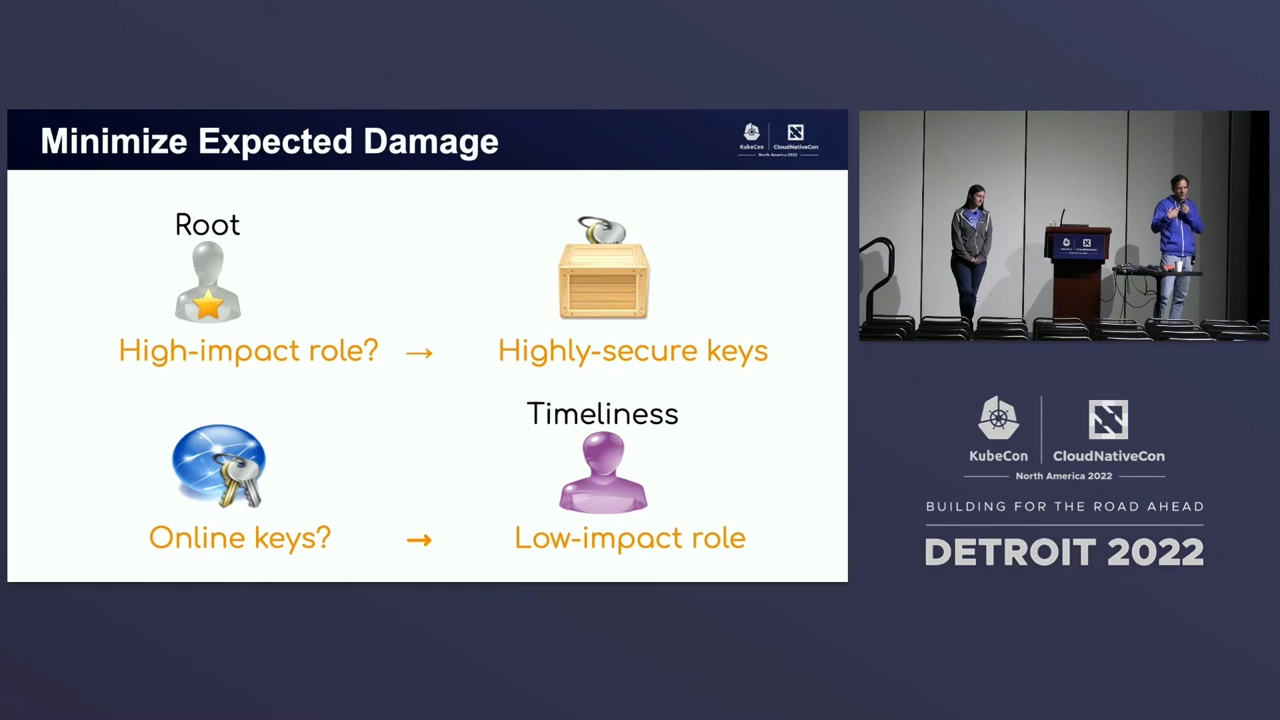 Minimize Expected Damage
KubeCon
CloudNativeCon
North America 2022
Root
High-impact role? →
Highly-secure keys
Timeliness
Online keys? →
Low-impact role
KubeCon
CloudNativeCon
North America 2022
BUILDING FOR THE ROAD AHEAD
DETROIT 2022